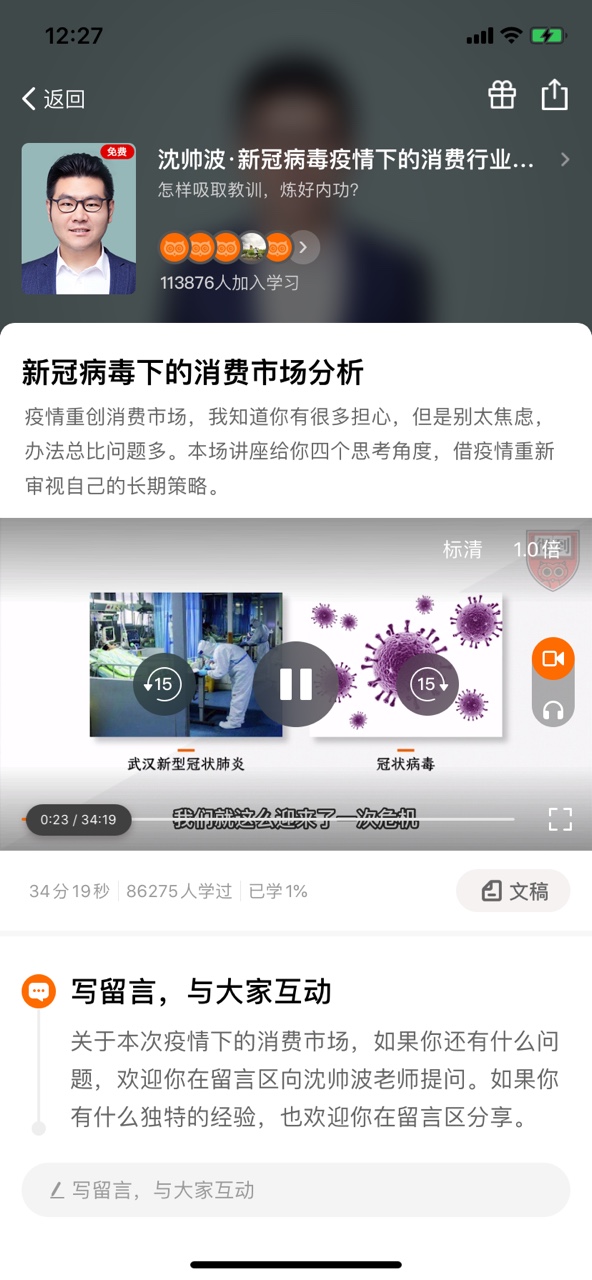 12:27
返回
免费
沈帅波·新冠病毒疫情下的消费行业...
怎样吸取教训，炼好内功？
113876人加入学习
新冠病毒下的消费市场分析
疫情重创消费市场，我知道你有很多担心，但是别太焦虑，
办法总比问题多。本场讲座给你四个思考角度，借疫情重新
审视自己的长期策略。
标清
1.0倍
15
15
武汉新型冠状肺炎
冠状病毒
0:23 / 34:19
我们就这么迎来了一次危机
34分19秒
86275人学过
已学1%
文稿
写留言，与大家互动
关于本次疫情下的消费市场，如果你还有什么问
题，欢迎你在留言区向沈帅波老师提问。如果你
有什么独特的经验，也欢迎你在留言区分享。
写留言，与大家互动